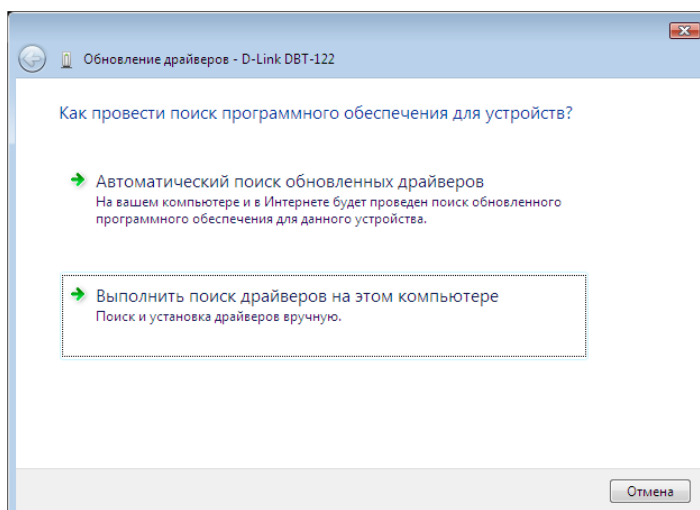 Обновление драйверов - D-Link DBT-122
Как провести поиск программного обеспечения для устройств?
Автоматический поиск обновленных драйверов
На вашем компьютере и в Интернете будет проведен поиск обновленного
программного обеспечения для данного устройства.
Выполнить поиск драйверов на этом компьютере
Поиск и установка драйверов вручную.
Отмена